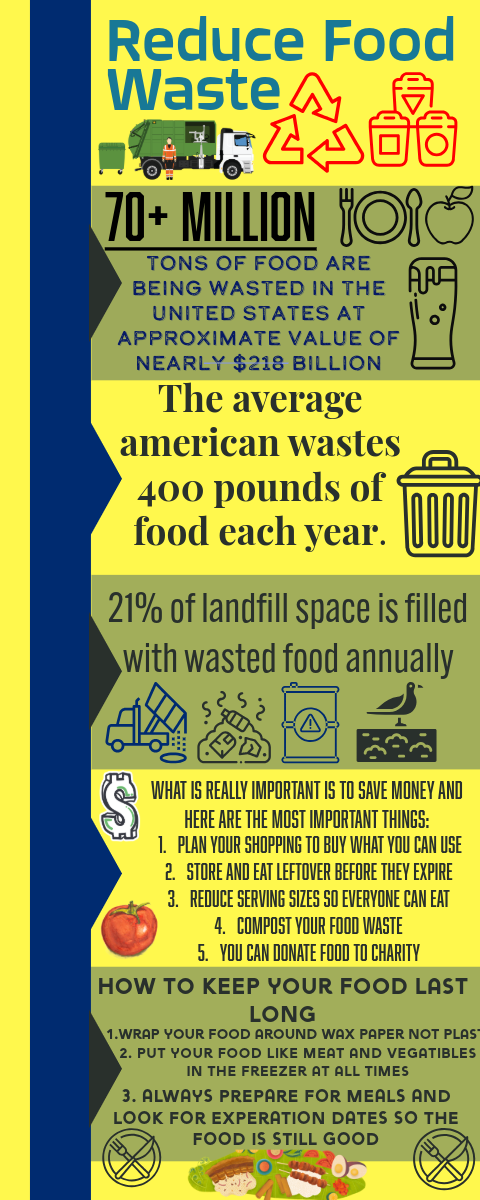 Reduce Food
Waste
70+ MILLION
TONS OF FOOD ARE
BEING WASTED IN THE
UNITED STATES AT
APPROXIMATE VALUE OF
NEARLY $218 BILLION
The average
american wastes
400 pounds of
food each year.
21% of landfill space is filled
with wasted food annually
WHAT IS REALLY IMPORTANT IS TO SAVE MONEY AND
HERE ARE THE MOST IMPORTANT THINGS:
1. PLAN YOUR SHOPPING TO BUY WHAT YOU CAN USE
2. STORE AND EAT LEFTOVER BEFORE THEY EXPIRE
3. REDUCE SERVING SIZES SO EVERYONE CAN EAT
4. COMPOST YOUR FOOD WASTE
5. YOU CAN DONATE FOOD TO CHARITY
HOW TO KEEP YOUR FOOD LAST
LONG
1.WRAP YOUR FOOD AROUND WAX PAPER NOT PLAST
2. PUT YOUR FOOD LIKE MEAT AND VEGATIBLES
IN THE FREEZER AT ALL TIMES
3. ALWAYS PREPARE FOR MEALS AND
LOOK FOR EXPERATION DATES SO THE
FOOD IS STILL GOOD